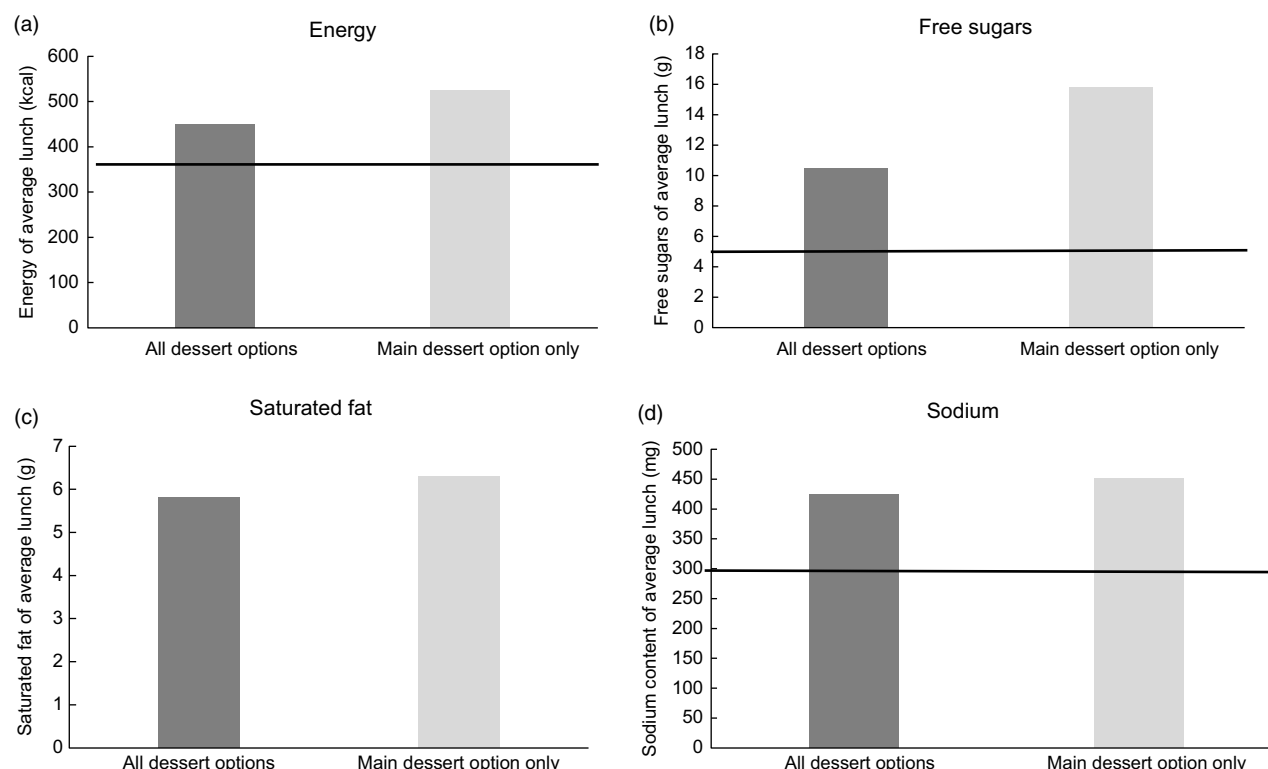 (a)
Energy
Energy of average lunch (kcal)
600
500
400
300
200
100
0
All dessert options
Main dessert option only
(b)
Free sugars
Free sugars of average lunch (g)
18
16
14
12
10
8
6
4
2
0
All dessert options
Main dessert option only
(c)
Saturated fat
Saturated fat of average lunch (g)
7
6
5
4
3
2
1
0
All dessert options
Main dessert option only
(d)
Sodium
Sodium content of average lunch (mg)
500
450
400
350
300
250
200
150
100
50
0
All dessert options
Main dessert option only